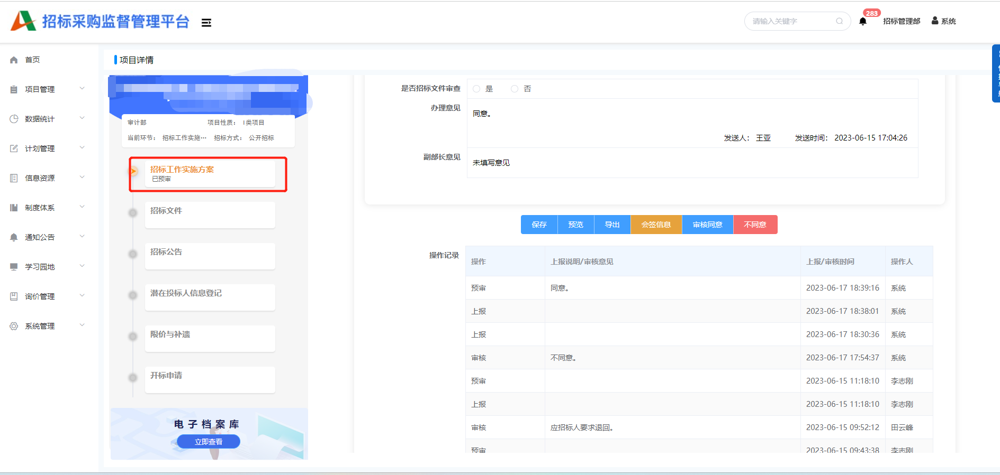 招标采购监督管理平台
请输入关键字
283
招标管理部
系统
首页
项目管理
数据统计
计划管理
信息资源
制度体系
通知公告
学习园地
询价管理
系统管理
项目详情
审计部 项目性质： I类项目
当前环节： 招标工作实施… 招标方式： 公开招标
招标工作实施方案
已预审
招标文件
招标公告
潜在投标人信息登记
限价与补遗
开标申请
电子档案库
立即查看
是否招标文件审查 是 否
办理意见
同意。
发送人： 王亚 发送时间： 2023-06-15 17:04:26
副部长意见
未填写意见
保存 预览 导出 会签信息 审核同意 不同意
操作记录
操作 上报说明/审核意见 上报/审核时间 操作人
预审 同意。 2023-06-17 18:39:16 系统
上报 2023-06-17 18:38:01 系统
上报 2023-06-17 18:30:36 系统
审核 不同意。 2023-06-17 17:54:37 系统
预审 2023-06-15 11:18:10 李志刚
上报 2023-06-15 11:18:10 李志刚
审核 应招标人要求退回。 2023-06-15 09:52:12 田云峰
预审 2023-06-15 09:43:38 李志刚